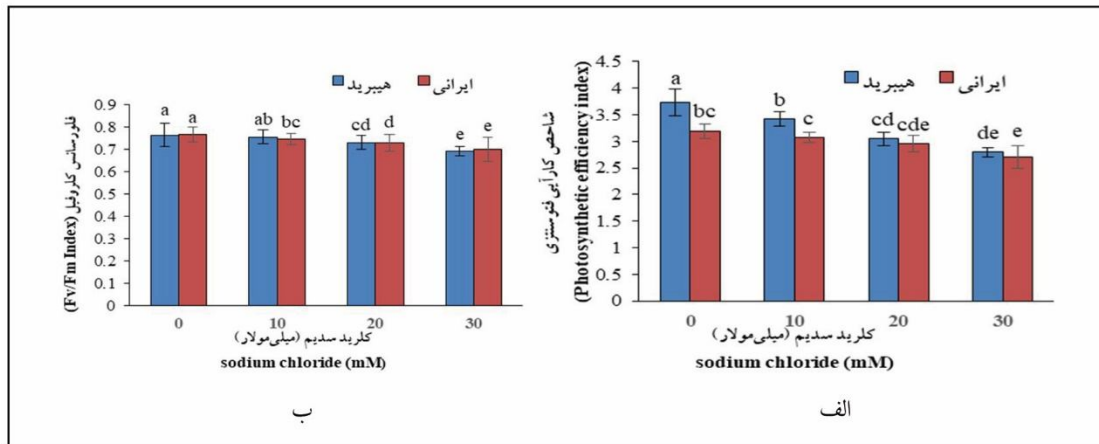 هیبرید ایرانی
فلورسانس کلروفیل
(Fv/Fm Index)
0.9
0.8
0.7
0.6
0.5
0.4
0.3
0.2
0.1
0
a a ab bc cd d e e
0 10 20 30
کلرید سدیم (میلی‌مولار)
sodium chloride (mM)
ب
هیبرید ایرانی
شاخص کارآیی فتوسنتزی
(Photosynthetic efficiency index)
4.5
4
3.5
3
2.5
2
1.5
1
0.5
0
a bc b c cd cde de e
0 10 20 30
کلرید سدیم (میلی‌مولار)
sodium chloride (mM)
الف